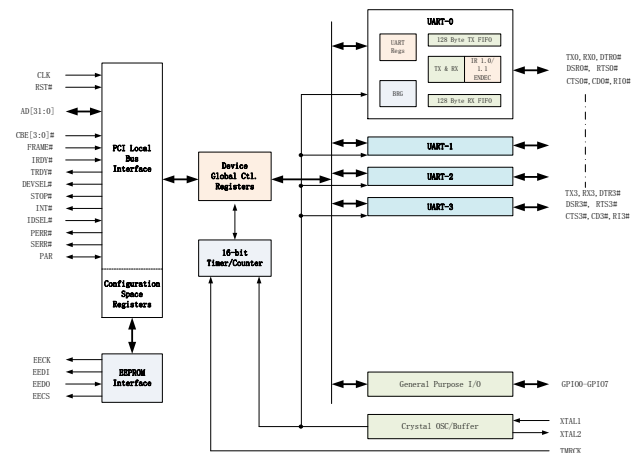 CLK
RST#
AD[31:0]
CBE[3:0]#
FRAME#
IRDY#
TRDY#
DEVSEL#
STOP#
INT#
IDSEL#
PERR#
SERR#
PAR
EECK
EEDI
EEDO
EECS
PCI Local
Bus
Interface
Configuration
Space
Registers
EEPROM
Interface
Device
Global Ctl.
Registers
16-bit
Timer/Counter
UART-0
UART
Regs
BRG
128 Byte TX FIFO
TX & RX
IR 1.0/
1.1
ENDEC
128 Byte RX FIFO
UART-1
UART-2
UART-3
General Purpose I/O
Crystal OSC/Buffer
TX0,RX0,DTR0#
DSR0#, RTS0#
CTS0#,CD0#,RI0#
TX3,RX3,DTR3#
DSR3#, RTS3#
CTS3#,CD3#,RI3#
GPIO0-GPIO7
XTAL1
XTAL2
TMRCK